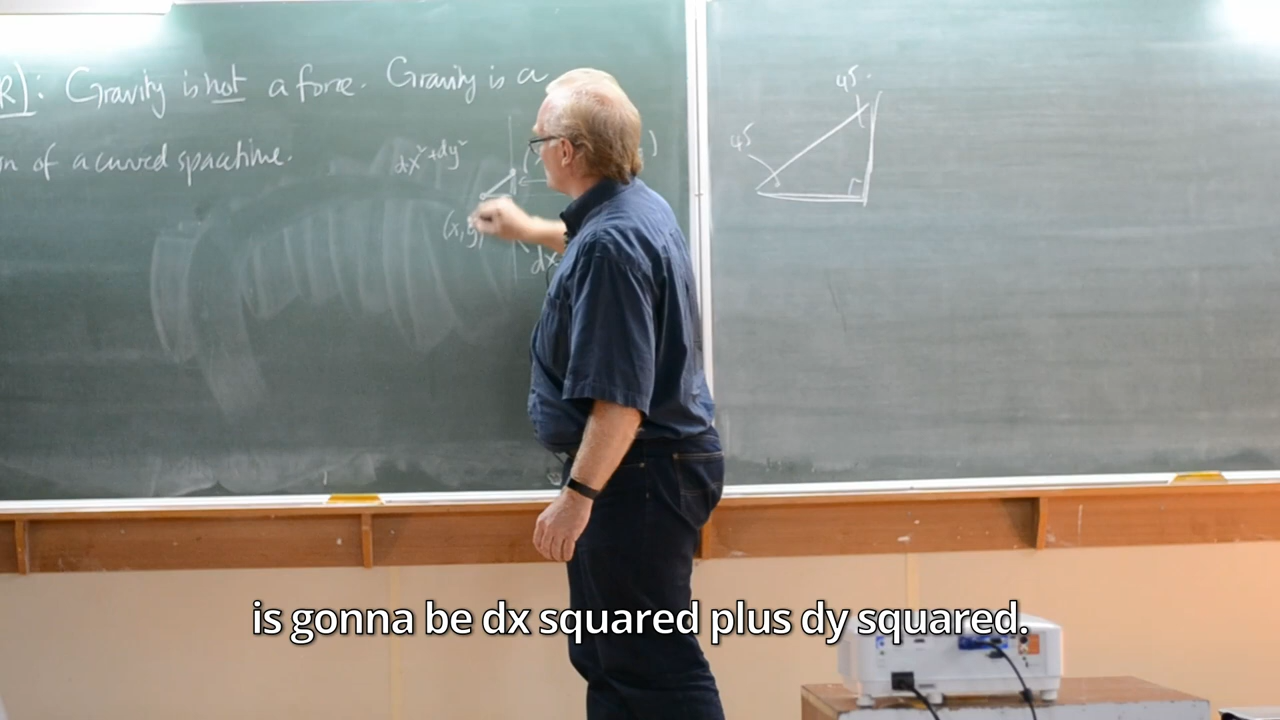 R): Gravity is not a force. Gravity is a
n of a curved spacetime.
dx²+dy²
(x,y)
dx
45
45
is gonna be dx squared plus dy squared.